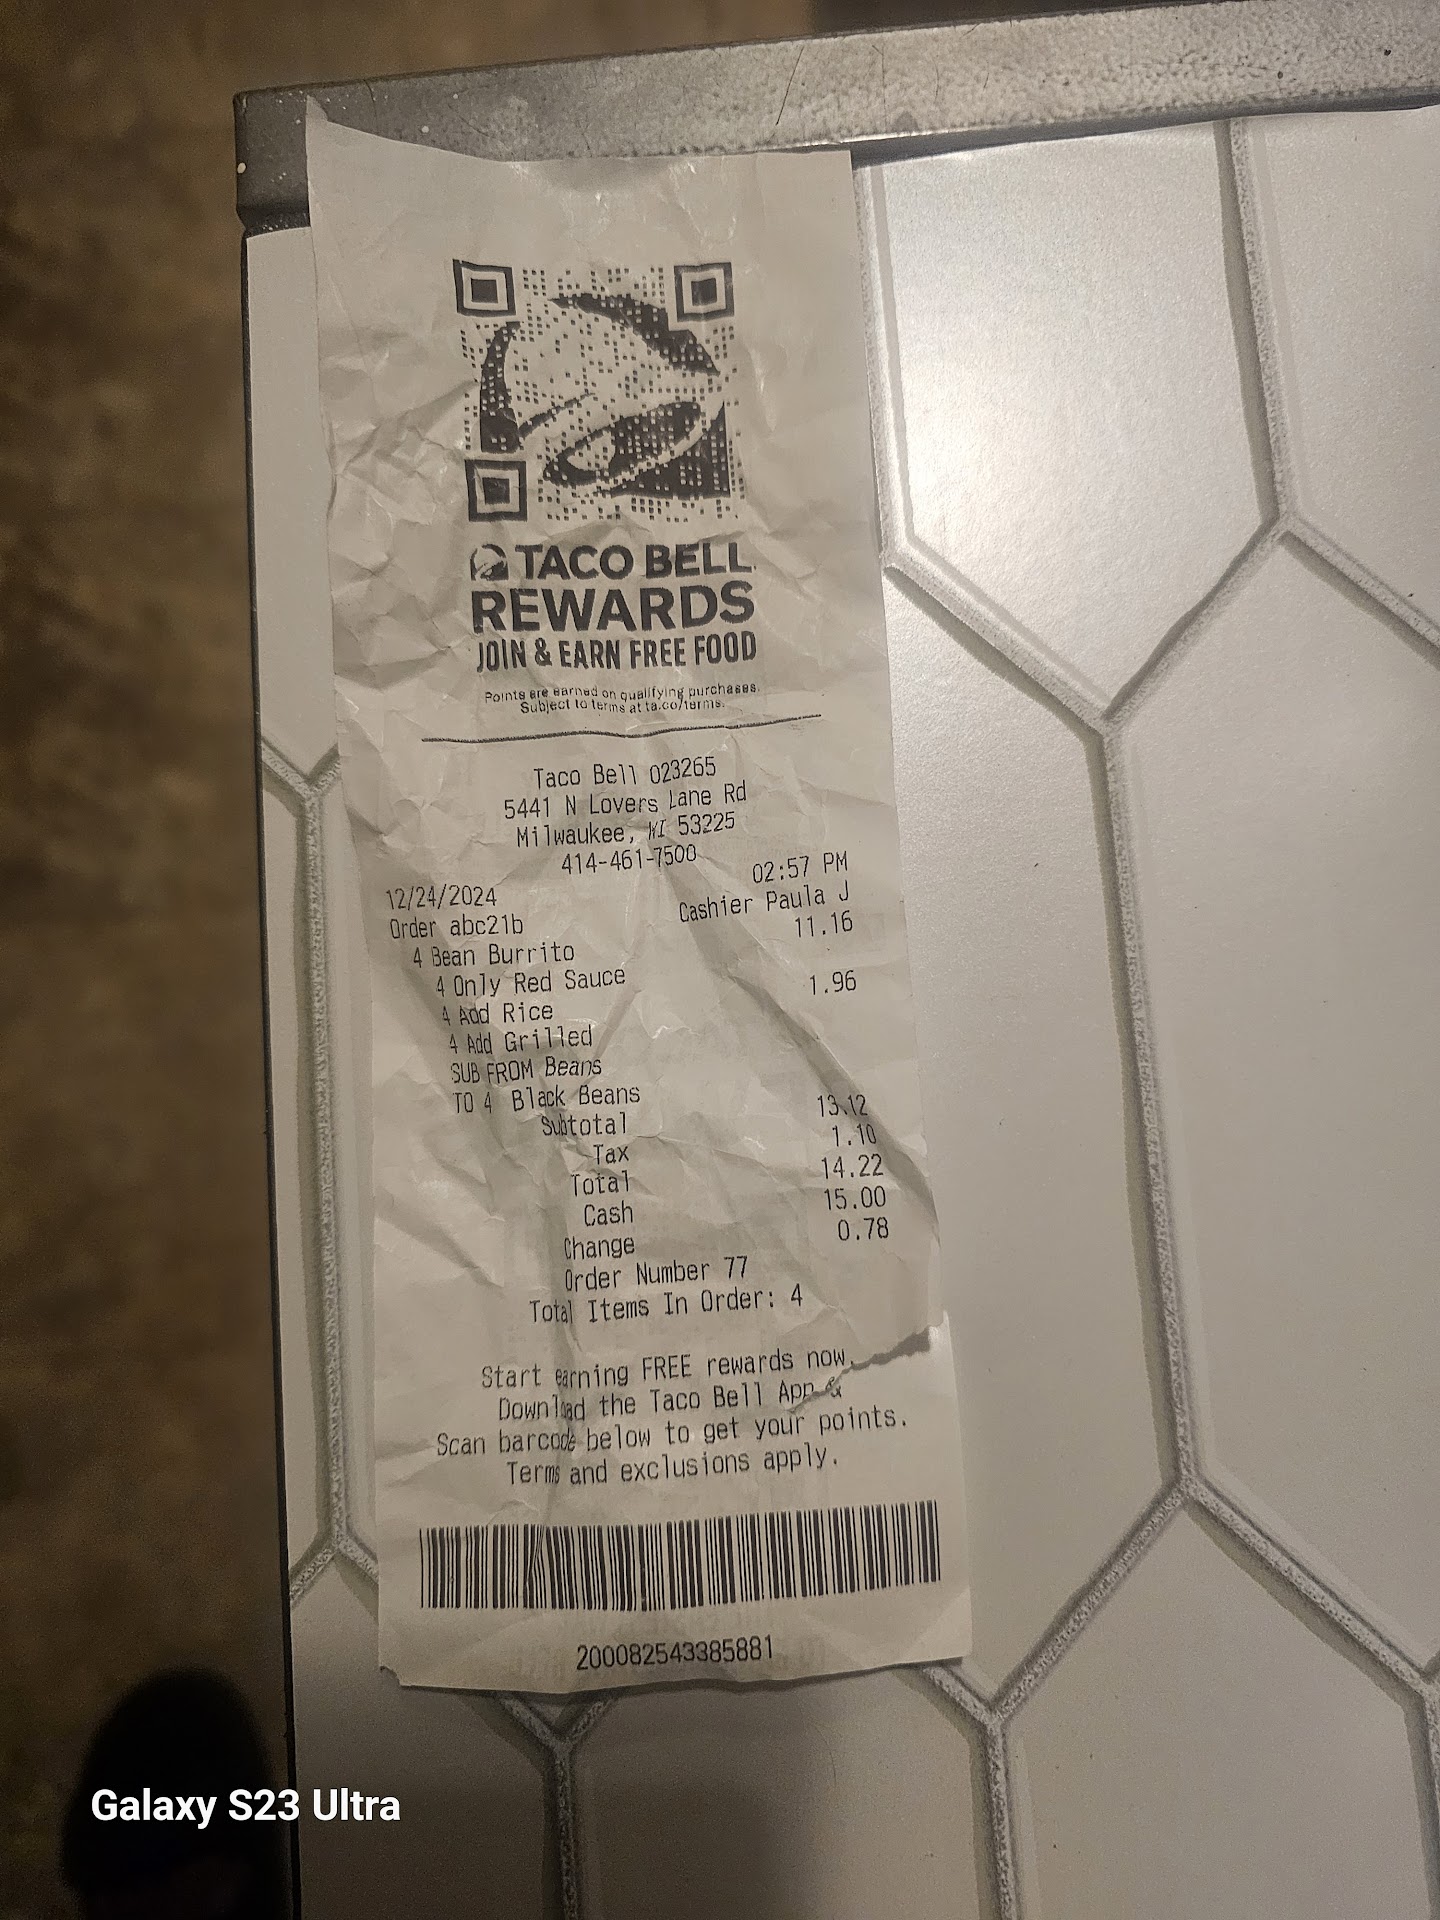 TACO BELL
REWARDS
JOIN & EARN FREE FOOD
Points are earned on qualifying purchases.
Subject to terms at ta.co/terms.
Taco Bell 023265
5441 N Lovers Lane Rd
Milwaukee, WI 53225
414-461-7500
12/24/2024 02:57 PM
Order abc21b Cashier Paula J
4 Bean Burrito 11.16
4 Only Red Sauce
4 Add Rice 1.96
4 Add Grilled
SUB FROM Beans
TO 4 Black Beans
Subtotal 13.12
Tax 1.10
Total 14.22
Cash 15.00
Change 0.78
Order Number 77
Total Items In Order: 4
Start earning FREE rewards now.
Download the Taco Bell App &
Scan barcode below to get your points.
Terms and exclusions apply.
200082543385881
Galaxy S23 Ultra